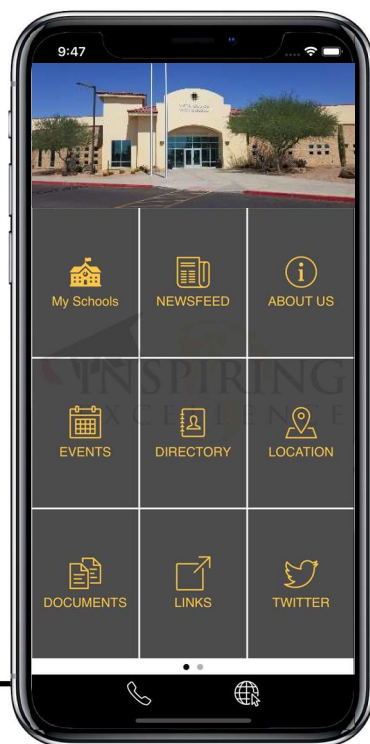 9:47
My Schools NEWSFEED ABOUT US
INSPIRING
EXCELLENCE
EVENTS DIRECTORY LOCATION
DOCUMENTS LINKS TWITTER